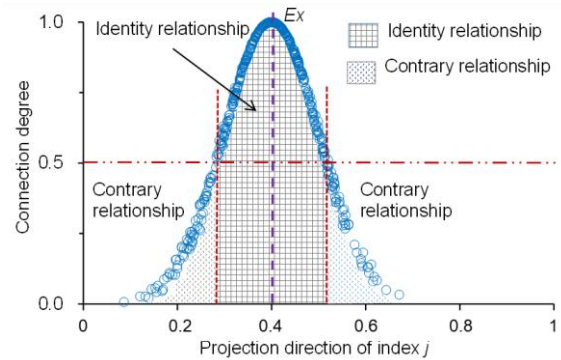 1.0
Identity relationship
Ex
Identity relationship
Contrary relationship
Connection degree
0.5
Contrary
relationship
Contrary
relationship
0.0
0
0.2
0.4
0.6
0.8
1
Projection direction of index j